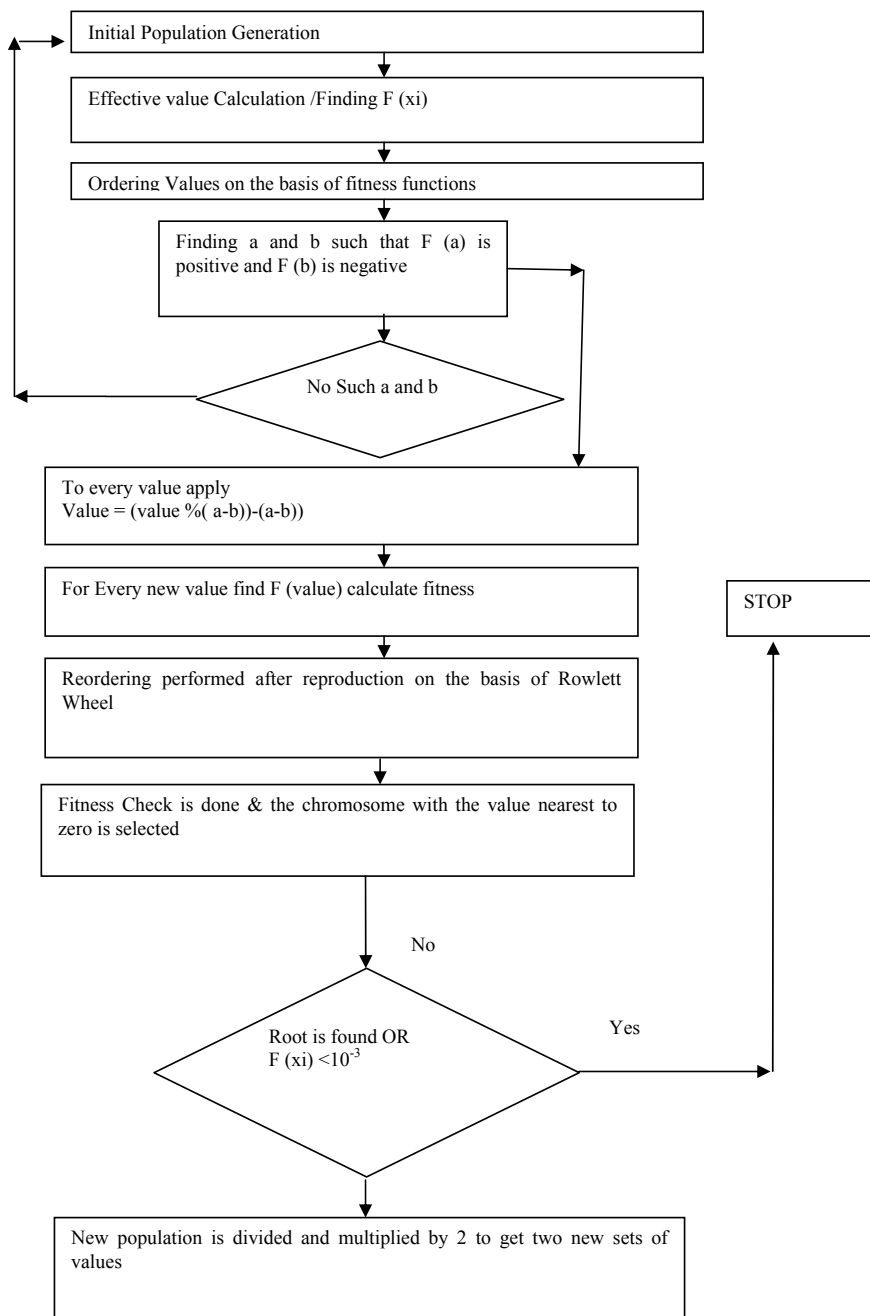 Initial Population Generation
Effective value Calculation /Finding F (xi)
Ordering Values on the basis of fitness functions
Finding a and b such that F (a) is
positive and F (b) is negative
No Such a and b
To every value apply
Value = (value %( a-b))-(a-b))
For Every new value find F (value) calculate fitness
STOP
Reordering performed after reproduction on the basis of Rowlett
Wheel
Fitness Check is done & the chromosome with the value nearest to
zero is selected
No
Root is found OR
F (xi) <10⁻³
Yes
New population is divided and multiplied by 2 to get two new sets of
values